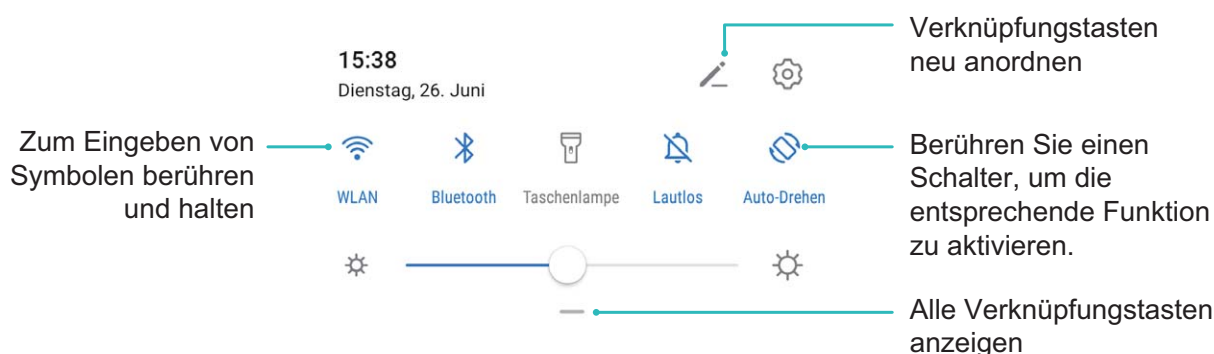 Verknüpfungstasten
neu anordnen
15:38
Dienstag, 26. Juni
Zum Eingeben von
Symbolen berühren
und halten
WLAN
Bluetooth
Taschenlampe
Lautlos
Auto-Drehen
Berühren Sie einen
Schalter, um die
entsprechende Funktion
zu aktivieren.
Alle Verknüpfungstasten
anzeigen